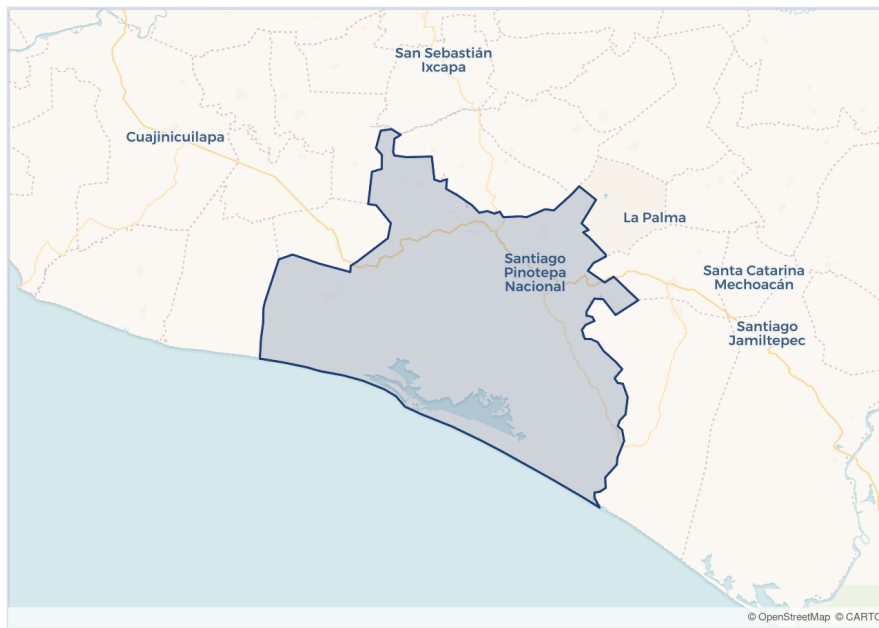 San Sebastián
Ixcapa
Cuajinicuilapa
La Palma
Santiago
Pinotepa
Nacional
Santa Catarina
Mechoacán
Santiago
Jamiltepec
© OpenStreetMap © CARTO